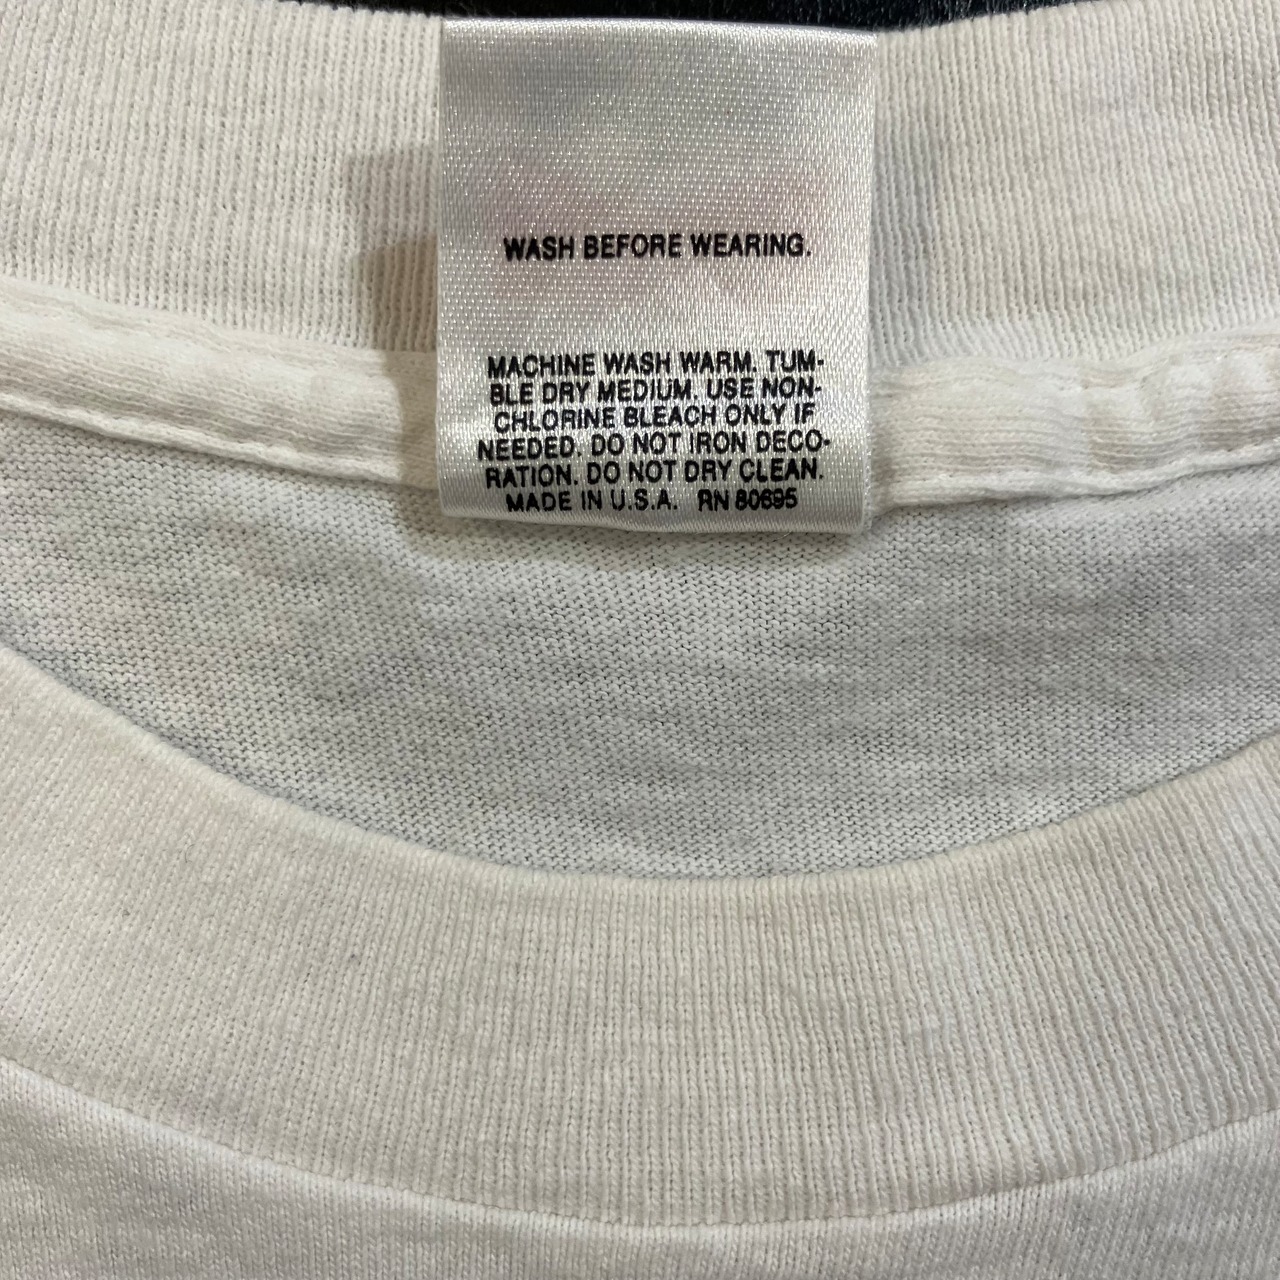 WASH BEFORE WEARING.
MACHINE WASH WARM. TUM-
BLE DRY MEDIUM. USE NON-
CHLORINE BLEACH ONLY IF
NEEDED. DO NOT IRON DECO-
RATION. DO NOT DRY CLEAN.
MADE IN U.S.A. RN 80695